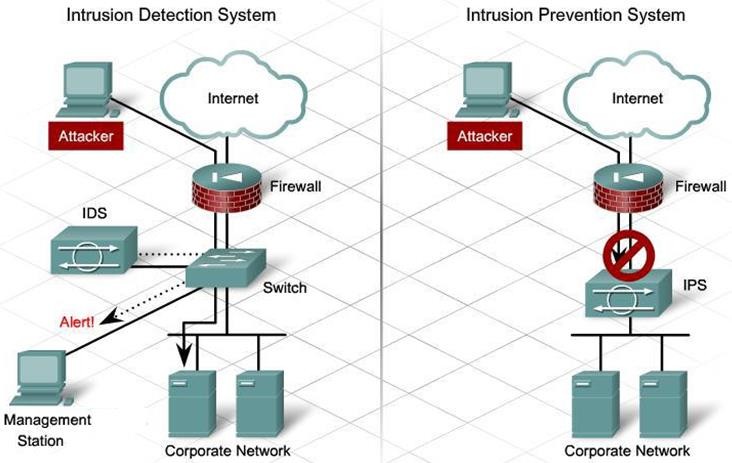 Intrusion Detection System
Internet
Attacker
Firewall
IDS
Switch
Alert!
Management
Station
Corporate Network
Intrusion Prevention System
Internet
Attacker
Firewall
IPS
Corporate Network